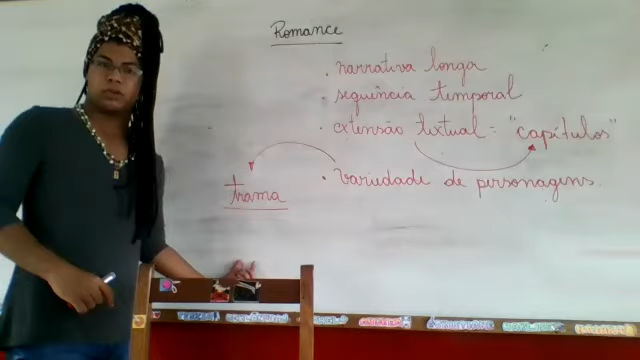 Romance
. narrativa longa
. sequência temporal
. extensão textual = "capítulos"
. variedade de personagens.
trama